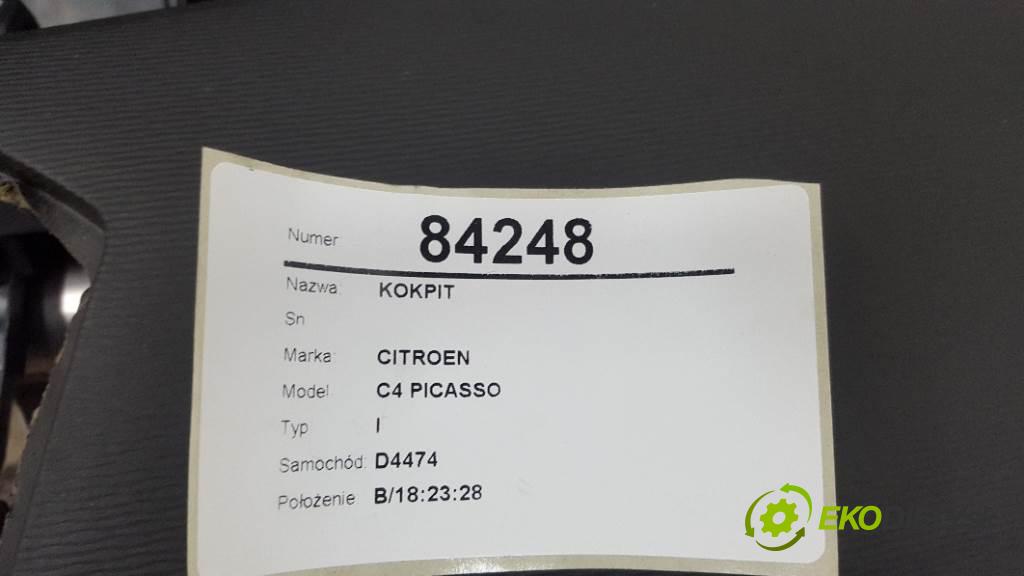 Numer 84248
Nazwa: KOKPIT
Sn
Marka: CITROEN
Model: C4 PICASSO
Typ I
Samochód: D4474
Położenie B/18:23:28
EKO